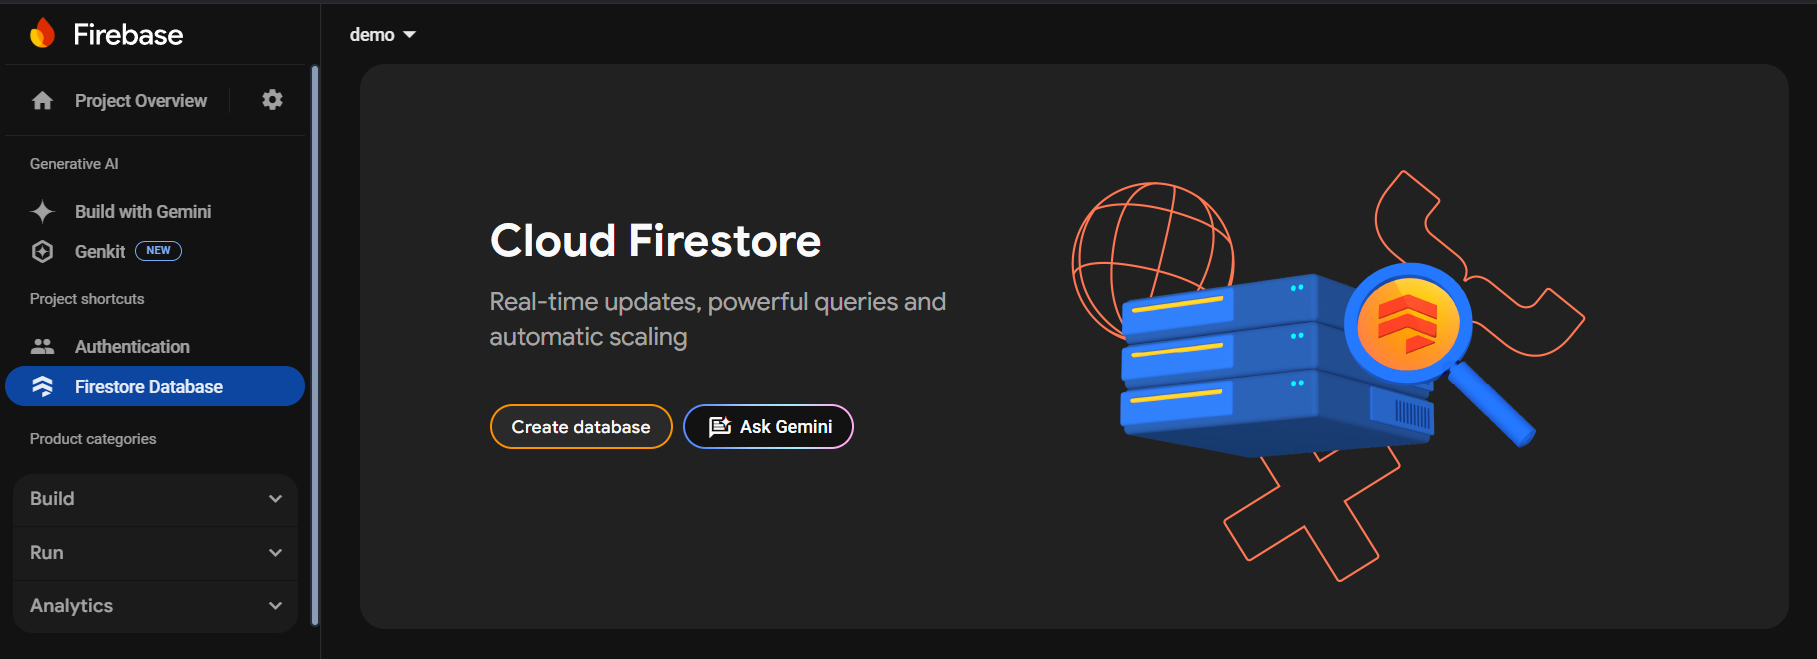 Firebase
demo
Project Overview
Generative AI
Build with Gemini
Genkit NEW
Project shortcuts
Authentication
Firestore Database
Product categories
Build
Run
Analytics
Cloud Firestore
Real-time updates, powerful queries and
automatic scaling
Create database
Ask Gemini